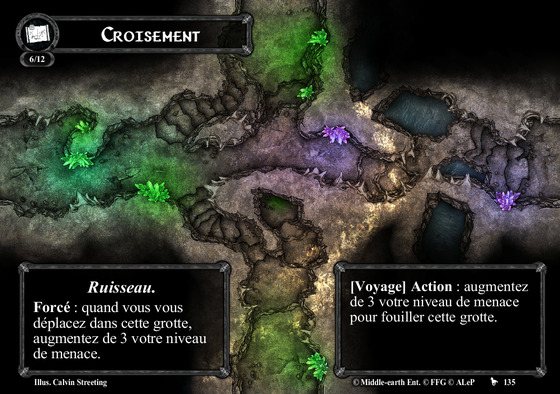 CROISEMENT
6/12
Ruisseau.
Forcé : quand vous vous
déplacez dans cette grotte,
augmentez de 3 votre niveau
de menace.
[Voyage] Action : augmentez
de 3 votre niveau de menace
pour fouiller cette grotte.
Illus. Calvin Streeting
© Middle-earth Ent. © FFG © ALeP
135